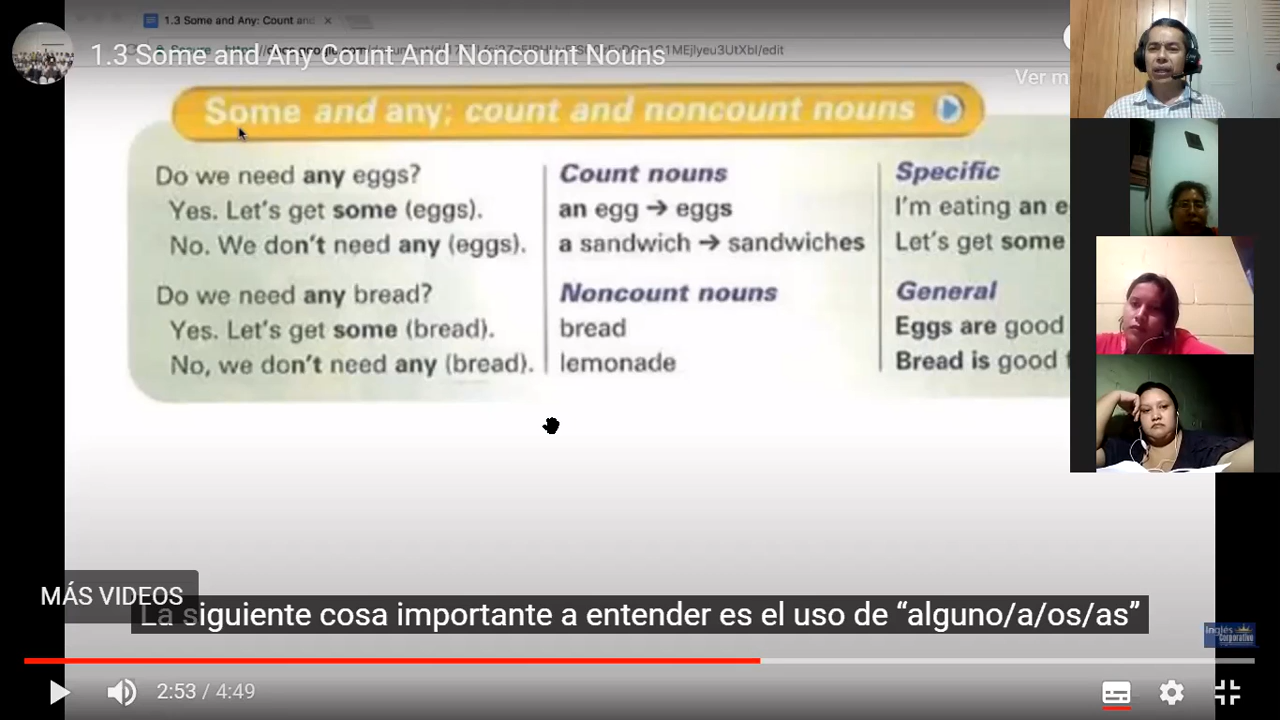 1.3 Some and Any: Count and
1.3 Some and Any Count And Noncount Nouns
MEjlyeu3UtXbl/edit
Ver m
Some and any; count and noncount nouns
Do we need any eggs?
Yes. Let's get some (eggs).
No. We don't need any (eggs).
Do we need any bread?
Yes. Let's get some (bread).
No, we don't need any (bread).
Count nouns
an egg → eggs
a sandwich → sandwiches
Noncount nouns
bread
lemonade
Specific
I'm eating an e
Let's get some
General
Eggs are good
Bread is good
MÁS VIDEOS
La siguiente cosa importante a entender es el uso de “alguno/a/os/as”
Inglés
Corporativo
2:53 / 4:49